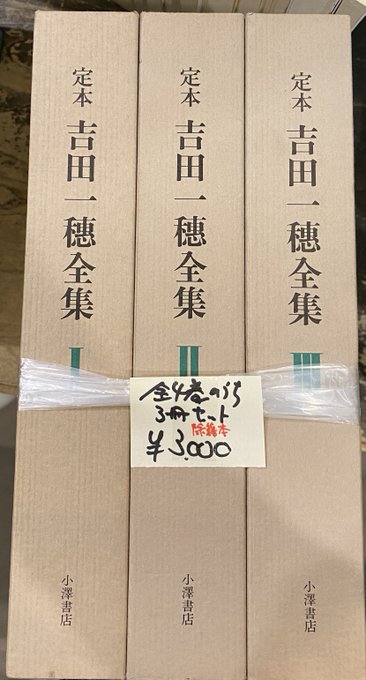 定本 吉田一穂全集 I
小澤書店
定本 吉田一穂全集 II
小澤書店
定本 吉田一穂全集 III
小澤書店
全4巻のうち
3冊セット
除籍本
¥3,000